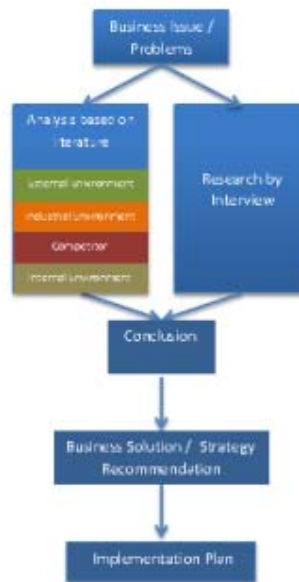 Business Issue /
Problems
Analysis based on
literature
External Environment
Industrial Environment
Competitor
Internal Environment
Research by
Interview
Conclusion
Business Solution / Strategy
Recommendation
Implementation Plan